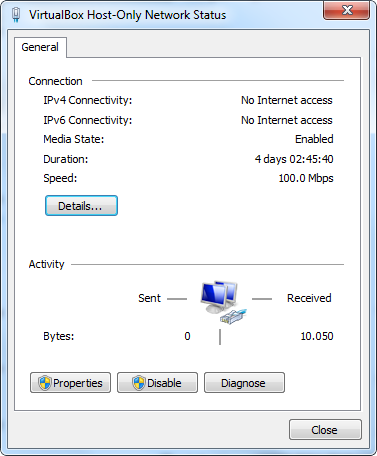 VirtualBox Host-Only Network Status
General
Connection
IPv4 Connectivity: No Internet access
IPv6 Connectivity: No Internet access
Media State: Enabled
Duration: 4 days 02:45:40
Speed: 100.0 Mbps
Details...
Activity
Sent Received
Bytes: 0 10.050
Properties Disable Diagnose
Close